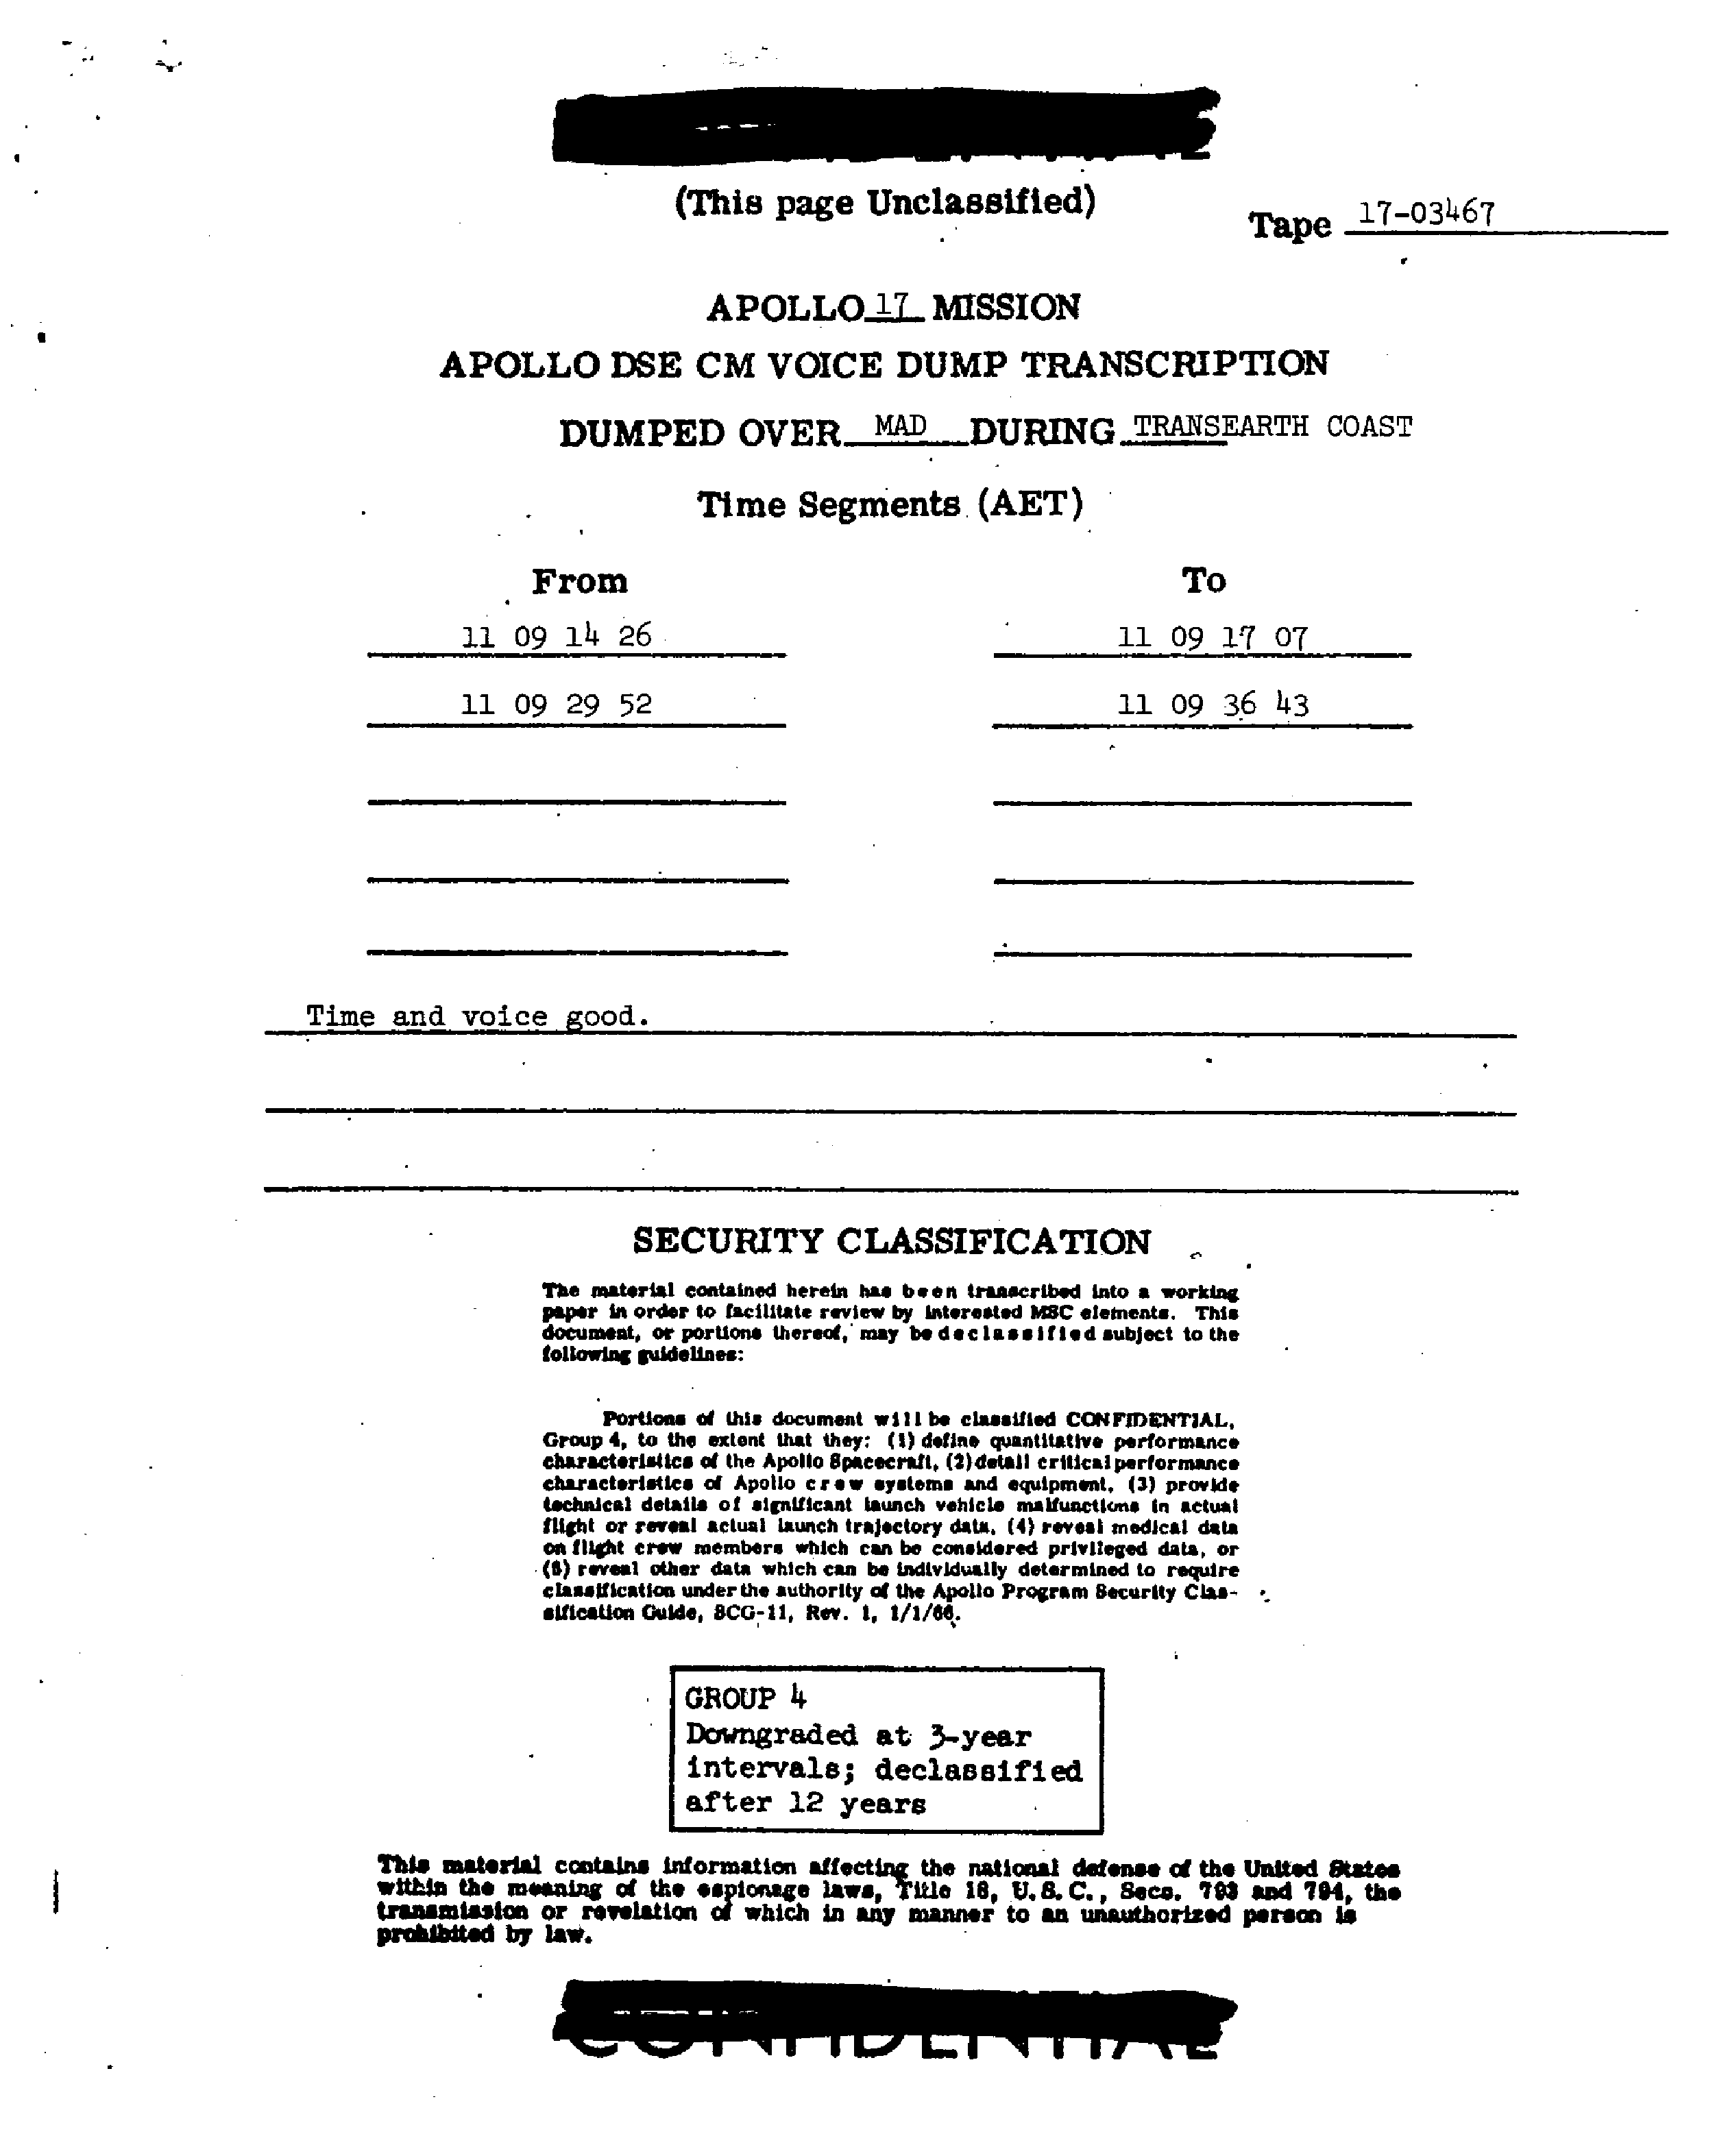 (This page Unclassified)
Tape 17-03467
APOLLO 17 MISSION
APOLLO DSE CM VOICE DUMP TRANSCRIPTION
DUMPED OVER MAD DURING TRANSEARTH COAST
Time Segments (AET)
From To
11 09 14 26 11 09 17 07
11 09 29 52 11 09 36 43
Time and voice good.
SECURITY CLASSIFICATION
The material contained herein has been transcribed into a working
paper in order to facilitate review by interested MSC elements. This
document, or portions thereof, may be declassified subject to the
following guidelines:
Portions of this document will be classified CONFIDENTIAL,
Group 4, to the extent that they: (1) define quantitative performance
characteristics of the Apollo Spacecraft, (2) detail critical performance
characteristics of Apollo crew systems and equipment, (3) provide
technical details of significant launch vehicle malfunctions in actual
flight or reveal actual launch trajectory data, (4) reveal medical data
on flight crew members which can be considered privileged data, or
(5) reveal other data which can be individually determined to require
classification under the authority of the Apollo Program Security Clas-
sification Guide, SCG-11, Rev. 1, 1/1/66.
GROUP 4
Downgraded at 3-year
intervals; declassified
after 12 years
This material contains information affecting the national defense of the United States
within the meaning of the espionage laws, Title 18, U.S.C., Secs. 793 and 794, the
transmission or revelation of which in any manner to an unauthorized person is
prohibited by law.
CONFIDENTIAL